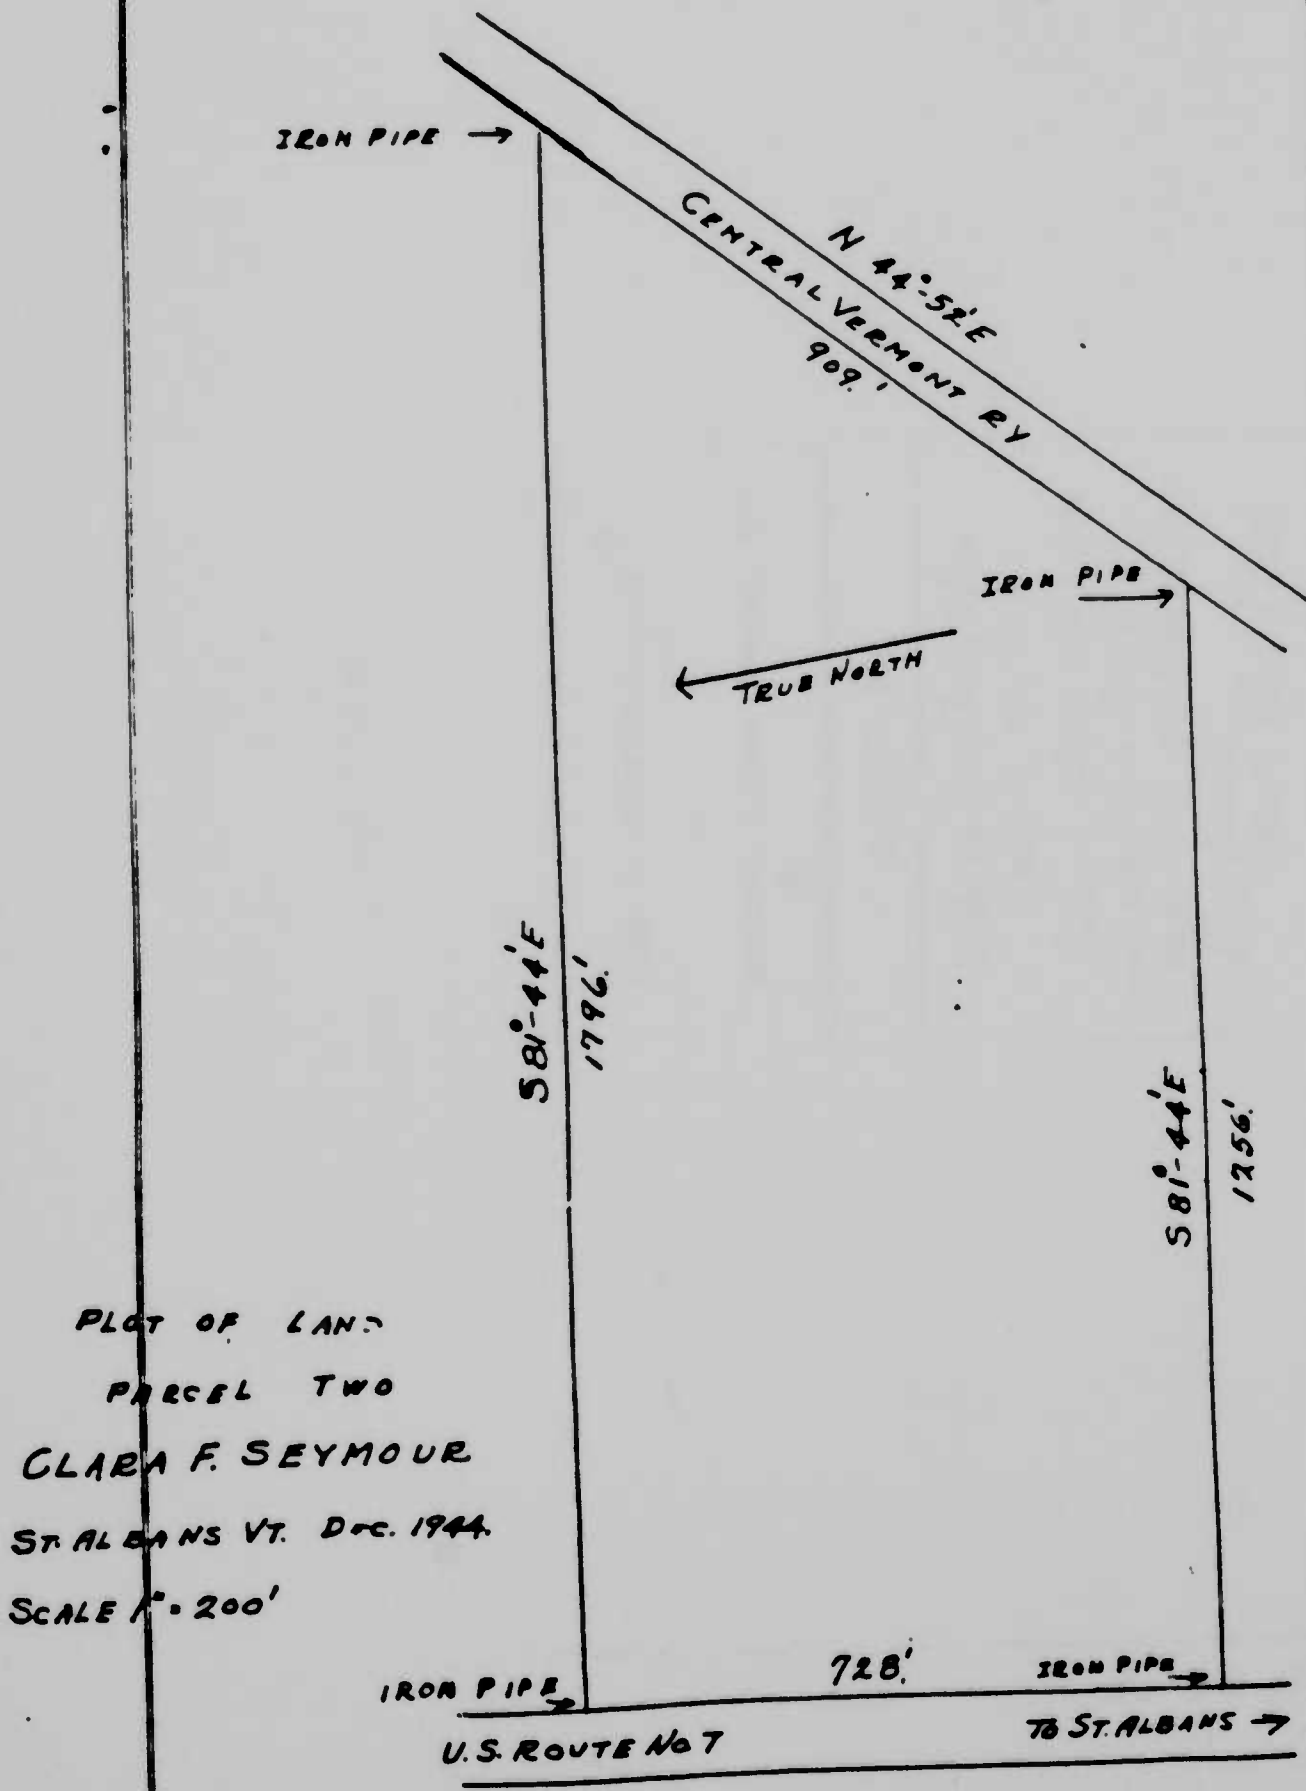 IRON PIPE
N 44°-52'E
CENTRAL VERMONT RY
909.'
IRON PIPE
TRUE NORTH
S81°-44'E
1796.'
S81°-44'E
1256.'
PLOT OF LAND
PARCEL TWO
CLARA F. SEYMOUR
ST. ALBANS VT. DEC. 1944.
SCALE 1"=200'
728.'
IRON PIPE
IRON PIPE
U.S. ROUTE NO 7
TO ST. ALBANS